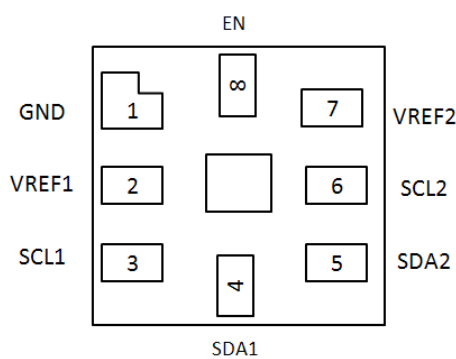 EN
8
GND 1 7 VREF2
VREF1 2 6 SCL2
SCL1 3 5 SDA2
4
SDA1